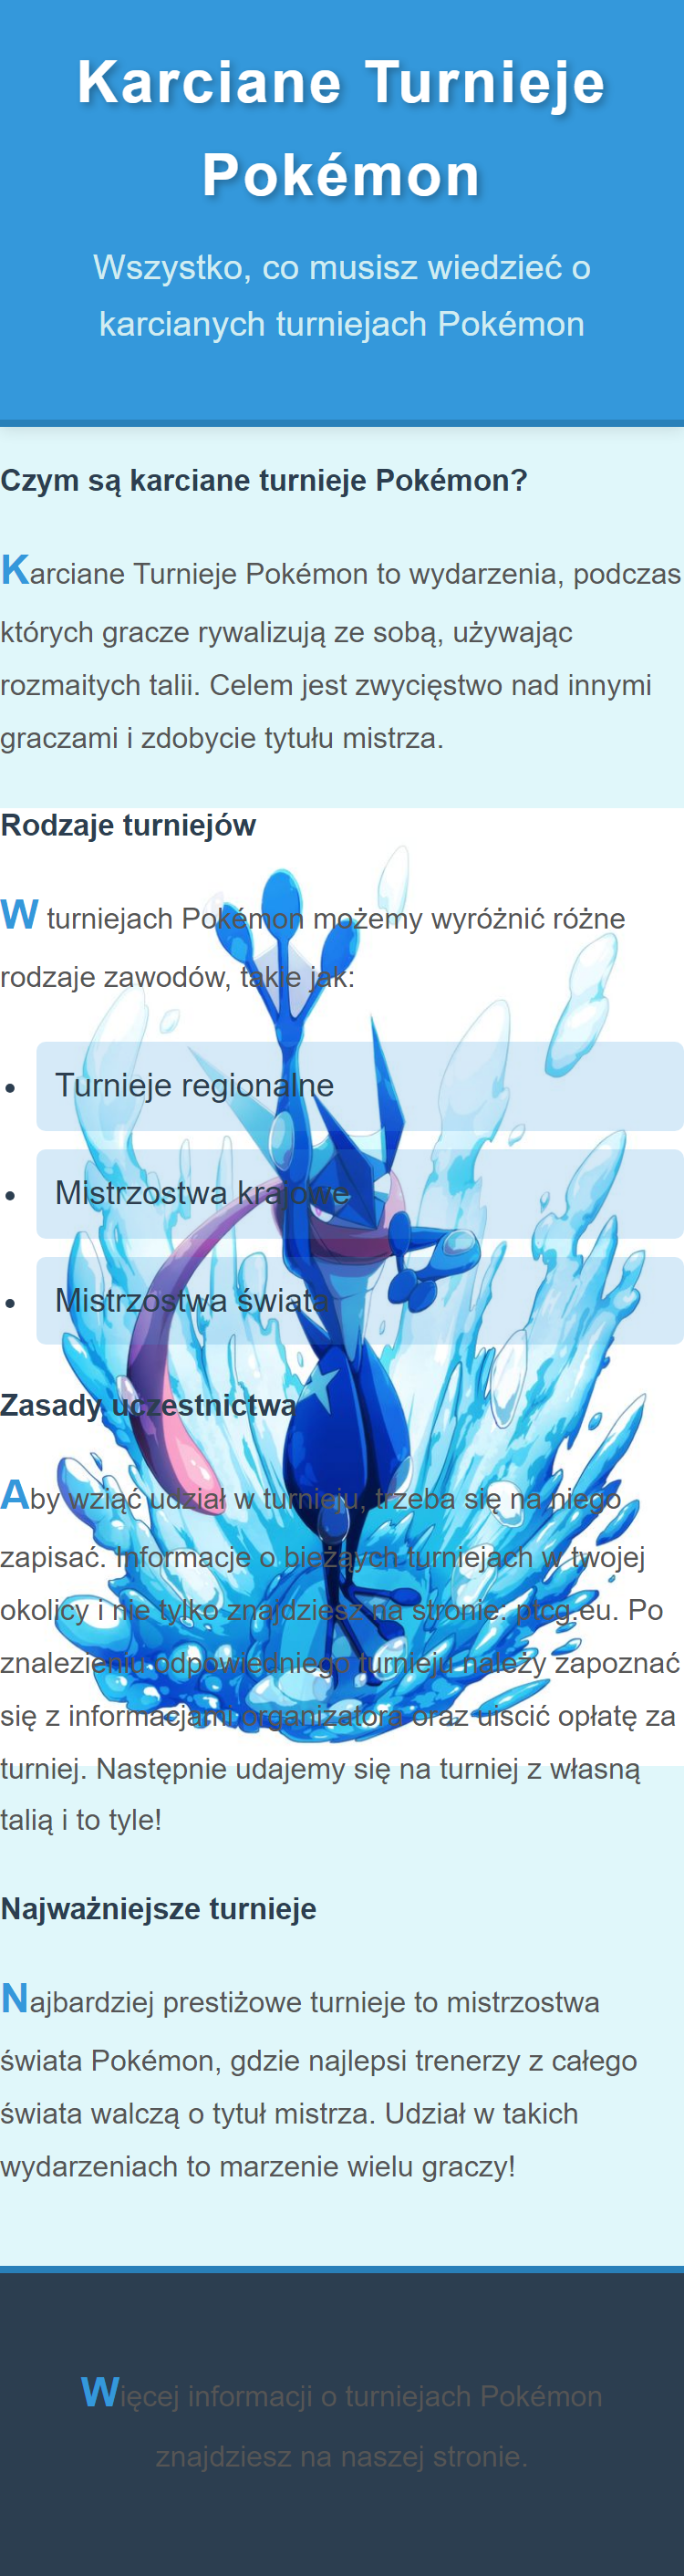 Karciane Turnieje
Pokémon
Wszystko, co musisz wiedzieć o
karcianych turniejach Pokémon
Czym są karciane turnieje Pokémon?
Karciane Turnieje Pokémon to wydarzenia, podczas
których gracze rywalizują ze sobą, używając
rozmaitych talii. Celem jest zwycięstwo nad innymi
graczami i zdobycie tytułu mistrza.
Rodzaje turniejów
W turniejach Pokémon możemy wyróżnić różne
rodzaje zawodów, takie jak:
• Turnieje regionalne
• Mistrzostwa krajowe
• Mistrzostwa świata
Zasady uczestnictwa
Aby wziąć udział w turnieju, trzeba się na niego
zapisać. Informacje o bieżąych turniejach w twojej
okolicy i nie tylko znajdziesz na stronie: ptcg.eu. Po
znalezieniu odpowiedniego turnieju należy zapoznać
się z informacjami organizatora oraz uiscić opłatę za
turniej. Następnie udajemy się na turniej z własną
talią i to tyle!
Najważniejsze turnieje
Najbardziej prestiżowe turnieje to mistrzostwa
świata Pokémon, gdzie najlepsi trenerzy z całego
świata walczą o tytuł mistrza. Udział w takich
wydarzeniach to marzenie wielu graczy!
Więcej informacji o turniejach Pokémon
znajdziesz na naszej stronie.